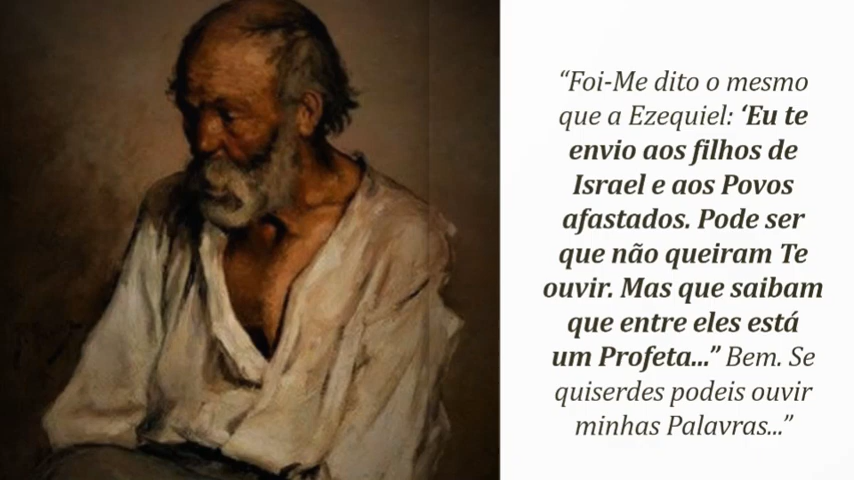 “Foi-Me dito o mesmo
que a Ezequiel: ‘Eu te
envio aos filhos de
Israel e aos Povos
afastados. Pode ser
que não queiram Te
ouvir. Mas que saibam
que entre eles está
um Profeta...” Bem. Se
quiserdes podeis ouvir
minhas Palavras...”